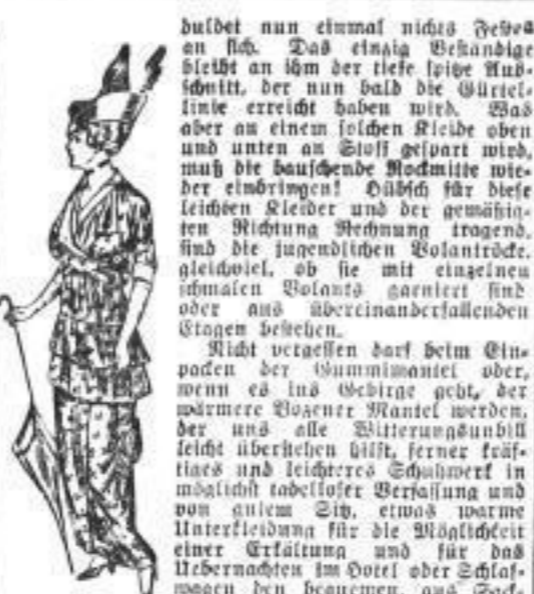 duldet nun einmal nichts Festes
an sich. Das einzig Beständige
bleibt an ihm der tiefe spitze Aus-
schnitt, der nun bald die Gürtel-
linie erreicht haben wird. Was
aber an einem solchen Kleide oben
und unten an Stoff gespart wird,
muß die bauschende Rockmitte wie-
der einbringen! Hübsch für diese
leichten Kleider und der gemäßig-
ten Richtung Rechnung tragend,
sind die jugendlichen Volantröcke,
gleichviel, ob sie mit einzelnen
schmalen Volants garniert sind
oder aus übereinanderfallenden
Etagen bestehen.
Nicht vergessen darf beim Ein-
packen der Gummimantel oder,
wenn es ins Gebirge geht, der
wärmere Bozener Mantel werden,
der uns alle Witterungsunbill
leicht überstehen hilft, ferner kräf-
tiges und leichteres Schuhwerk in
möglichst tadelloser Verfassung und
von gutem Sitz, etwas warme
Unterkleidung für die Möglichkeit
einer Erkältung und für das
Uebernachten im Hotel oder Schlaf-
wagen den bequemen, aus Fack-